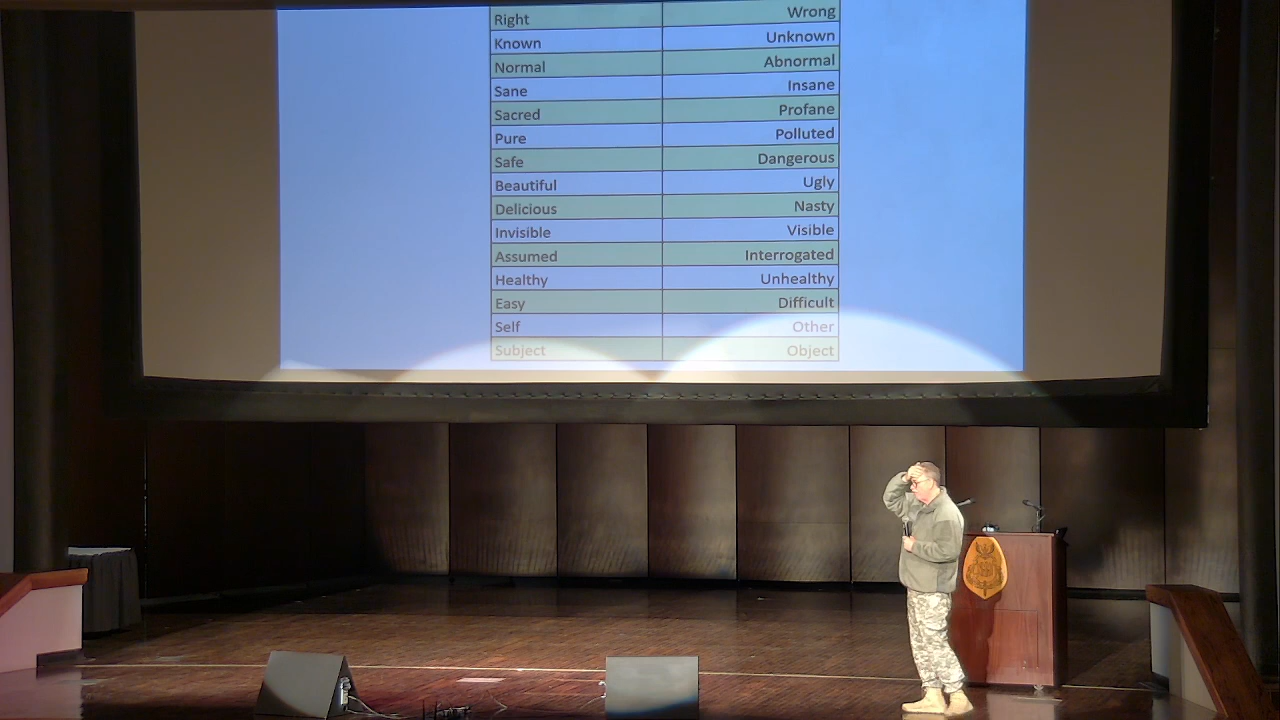 Right Wrong
Known Unknown
Normal Abnormal
Sane Insane
Sacred Profane
Pure Polluted
Safe Dangerous
Beautiful Ugly
Delicious Nasty
Invisible Visible
Assumed Interrogated
Healthy Unhealthy
Easy Difficult
Self Other
Subject Object